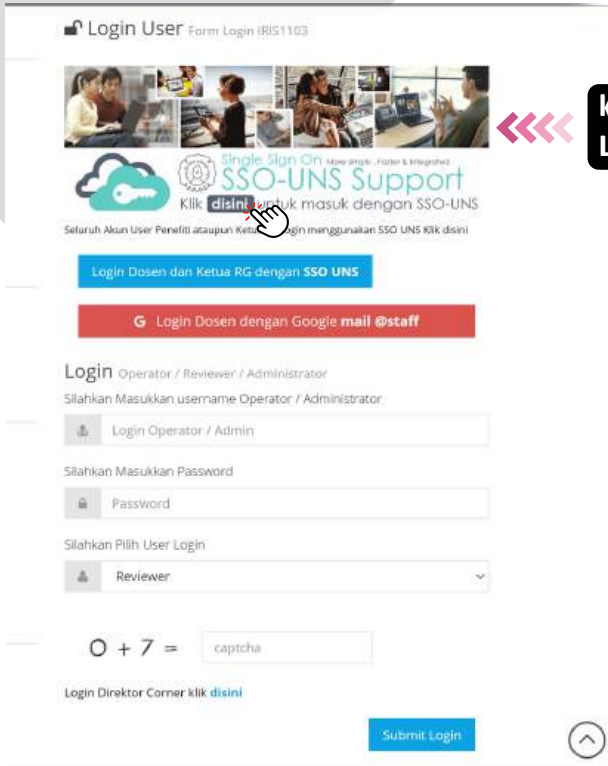 Login User Form Login IRIS1103
Single Sign On More simple, Faster & Integrated
SSO-UNS Support
Klik disini untuk masuk dengan SSO-UNS
Seluruh Akun User Peneliti ataupun Login menggunakan SSO UNS Klik disini
Login Dosen dan Ketua RG dengan SSO UNS
G Login Dosen dengan Google mail @staff
Login Operator / Reviewer / Administrator
Silahkan Masukkan username Operator / Administrator
Login Operator / Admin
Silahkan Masukkan Password
Password
Silahkan Pilih User Login
Reviewer
0 + 7 =
captcha
Login Direktor Corner klik disini
Submit Login